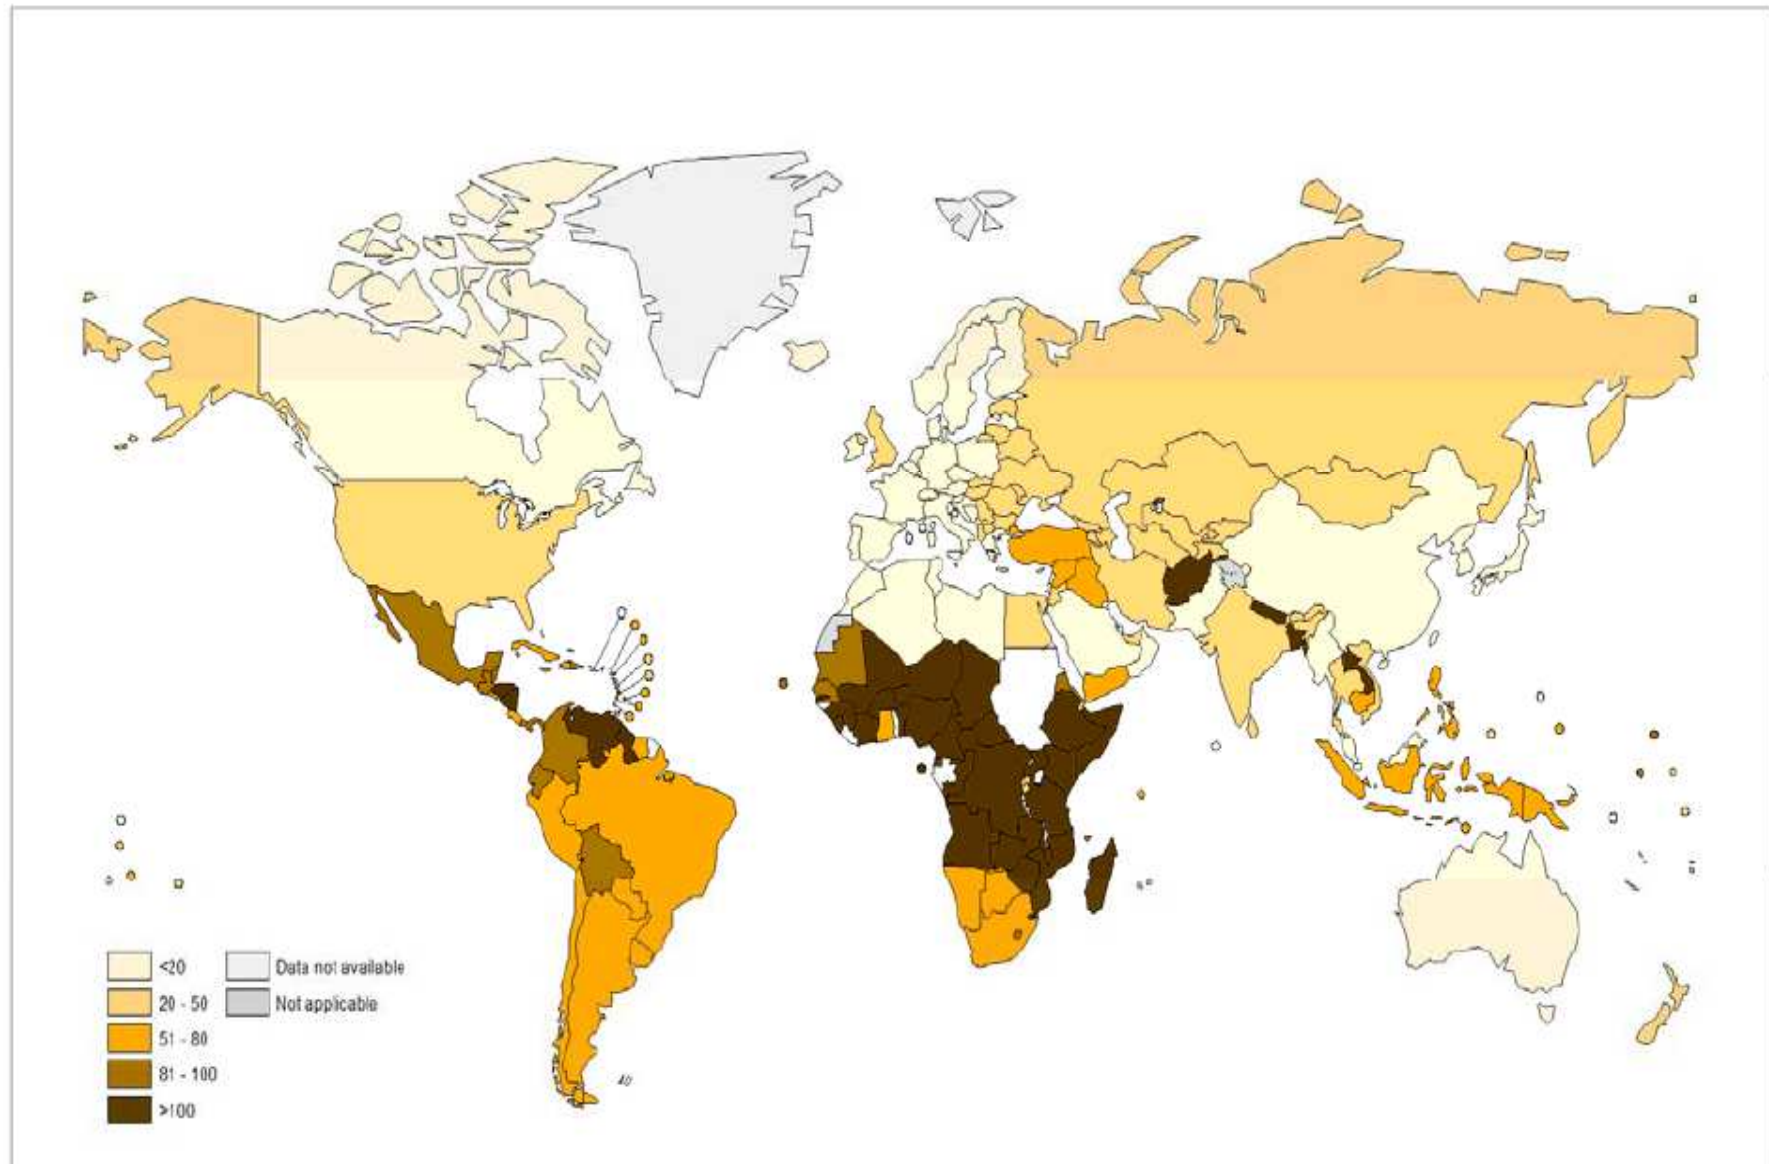 <20
20 - 50
51 - 80
81 - 100
>100
Data not available
Not applicable